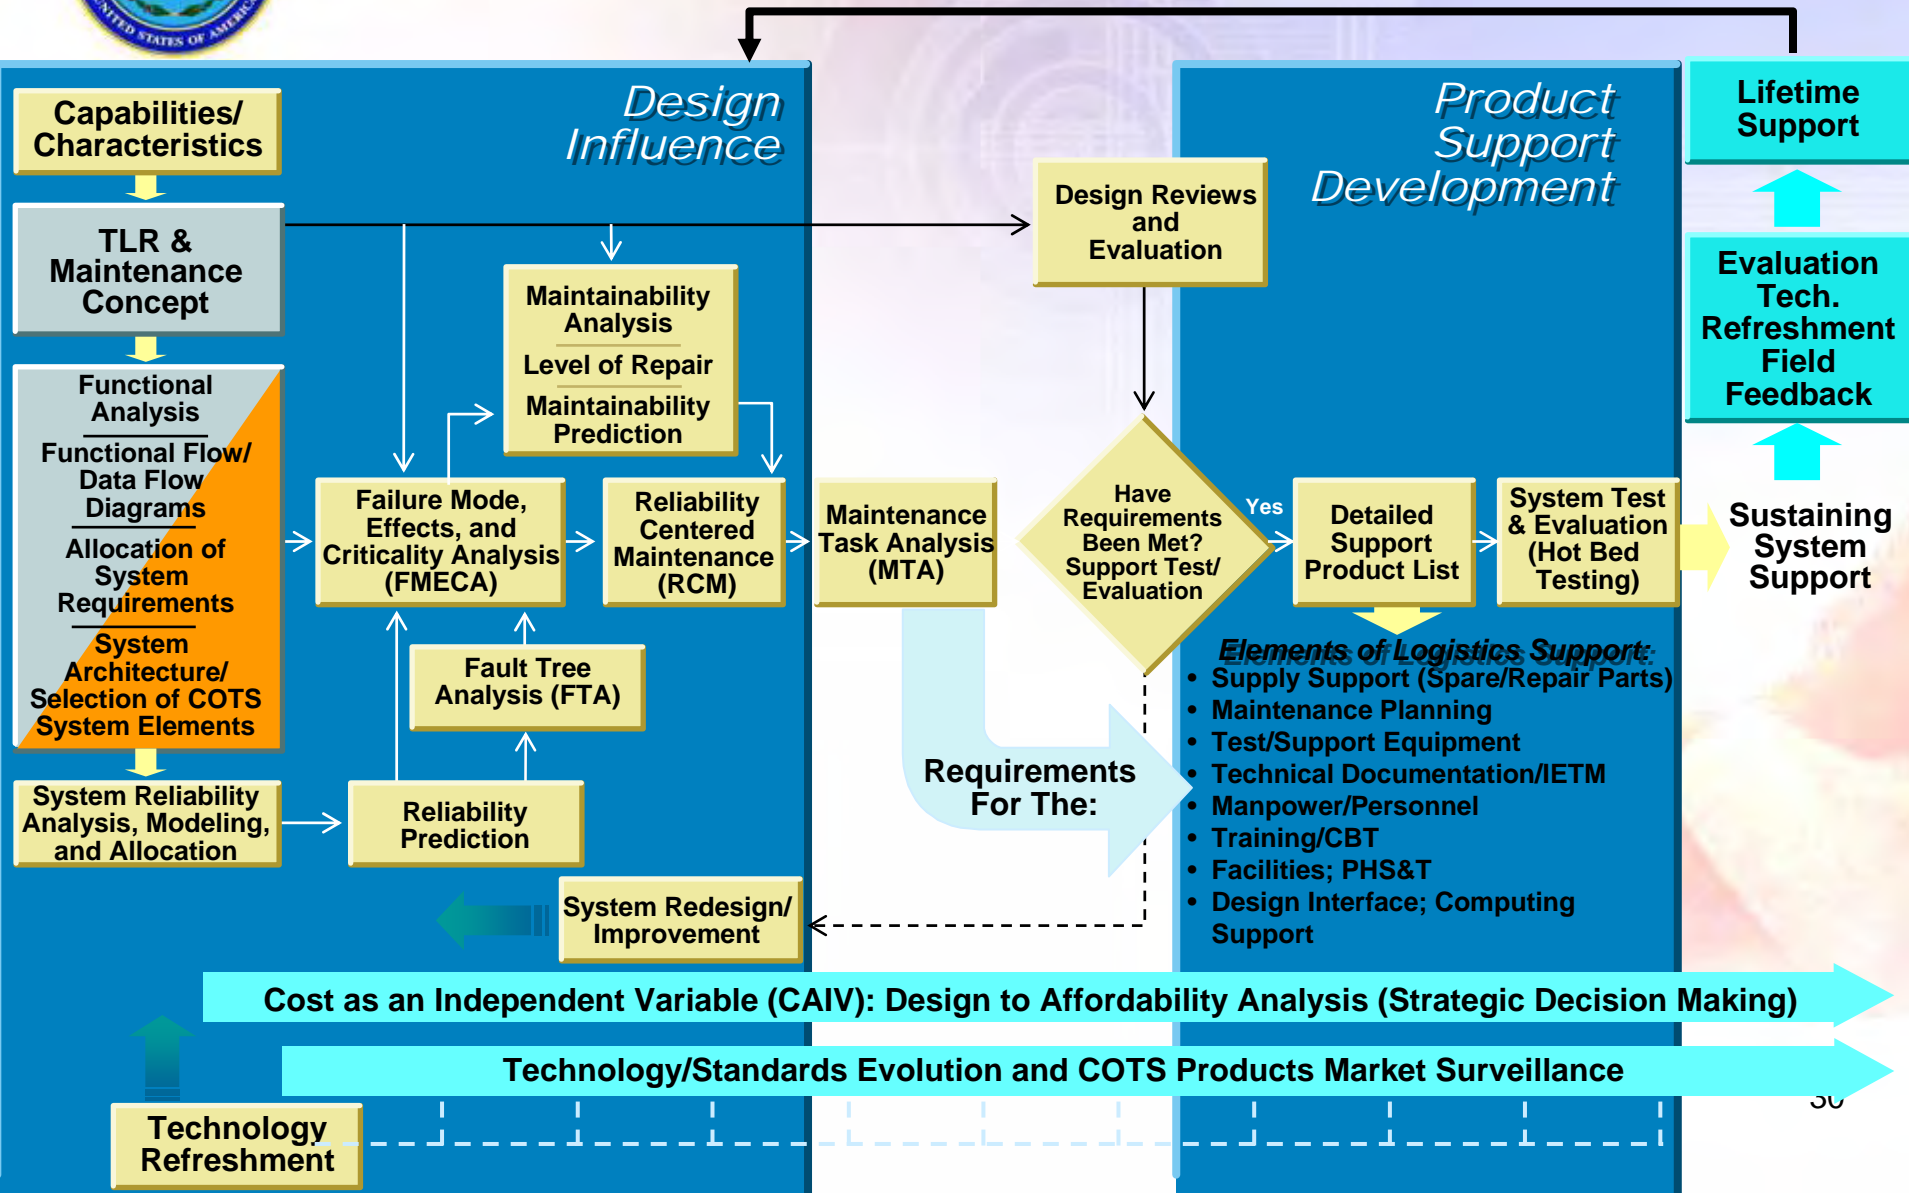 UNITED STATES OF AMERICA
Design
Influence
Product
Support
Development
Capabilities/
Characteristics
TLR &
Maintenance
Concept
Functional
Analysis
Functional Flow/
Data Flow
Diagrams
Allocation of
System
Requirements
System
Architecture/
Selection of COTS
System Elements
System Reliability
Analysis, Modeling,
and Allocation
Reliability
Prediction
Fault Tree
Analysis (FTA)
Failure Mode,
Effects, and
Criticality Analysis
(FMECA)
Maintainability
Analysis
Level of Repair
Maintainability
Prediction
Reliability
Centered
Maintenance
(RCM)
Maintenance
Task Analysis
(MTA)
Design Reviews
and
Evaluation
Have
Requirements
Been Met?
Support Test/
Evaluation
Yes
Detailed
Support
Product List
System Test
& Evaluation
(Hot Bed
Testing)
Sustaining
System
Support
Evaluation
Tech.
Refreshment
Field
Feedback
Lifetime
Support
Requirements
For The:
Elements of Logistics Support:
• Supply Support (Spare/Repair Parts)
• Maintenance Planning
• Test/Support Equipment
• Technical Documentation/IETM
• Manpower/Personnel
• Training/CBT
• Facilities; PHS&T
• Design Interface; Computing
Support
System Redesign/
Improvement
Cost as an Independent Variable (CAIV): Design to Affordability Analysis (Strategic Decision Making)
Technology/Standards Evolution and COTS Products Market Surveillance
Technology
Refreshment
30